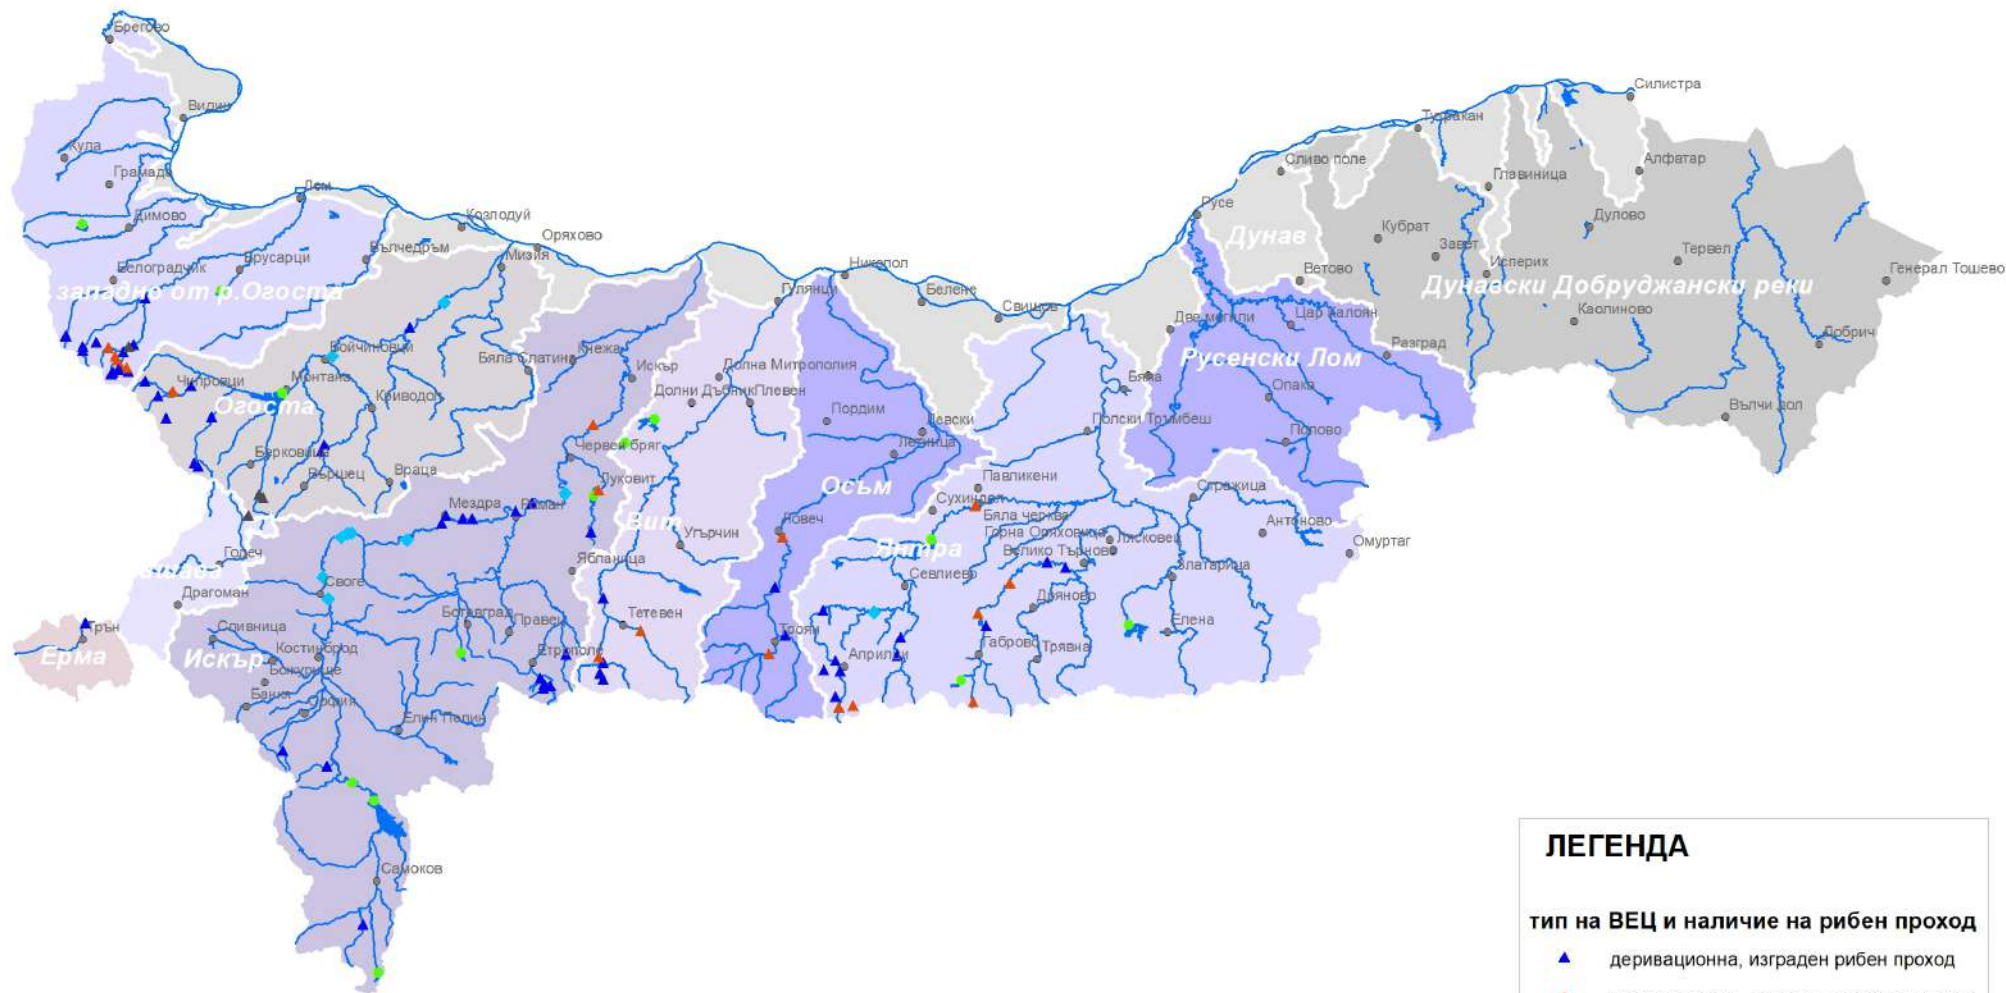 Брегово
Видин
Кула
Грамада
Димово
Лом
Козлодуй
Оряхово
Вълчедръм
Мизия
Белоградчик
Брусарци
западно от р.Огоста
Бойчиновци
Чипровци
Монтана
Огоста
Криводол
Бяла Слатина
Кнежа
Искър
Берковица
Вършец
Враца
Червен бряг
Луковит
Мездра
Роман
Годеч
Своге
Драгоман
Трън
Ерма
Сливница
Искър
Костинброд
Божурище
Банкя
София
Елин Пелин
Ботевград
Правец
Етрополе
Ябланица
Самоков
Гулянци
Никопол
Белене
Свищов
Долна Митрополия
Долни Дъбник
Плевен
Пордим
Левски
Летница
Вит
Угърчин
Тетевен
Осъм
Ловеч
Троян
Априлци
Янтра
Севлиево
Сухиндол
Павликени
Бяла черква
Горна Оряховица
Лясковец
Велико Търново
Дряново
Габрово
Трявна
Елена
Златарица
Стражица
Антоново
Омуртаг
Полски Тръмбеш
Бяла
Две могили
Русе
Сливо поле
Дунав
Ветово
Цар Калоян
Русенски Лом
Разград
Опака
Попово
Тутракан
Силистра
Главиница
Алфатар
Кубрат
Завет
Исперих
Дулово
Тервел
Генерал Тошево
Дунавски Добруджански реки
Каолиново
Добрич
Вълчи дол
ЛЕГЕНДА
тип на ВЕЦ и наличие на рибен проход
деривационна, изграден рибен проход